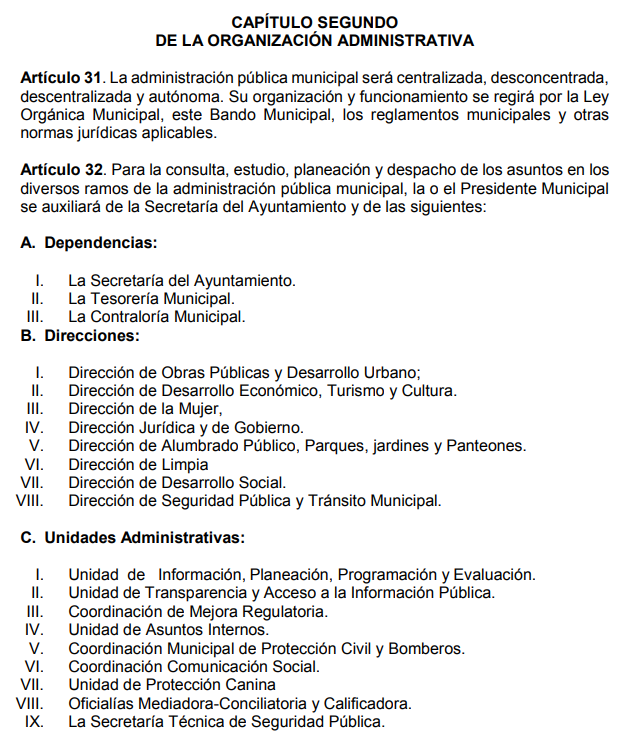 CAPÍTULO SEGUNDO
DE LA ORGANIZACIÓN ADMINISTRATIVA
Artículo 31. La administración pública municipal será centralizada, desconcentrada,
descentralizada y autónoma. Su organización y funcionamiento se regirá por la Ley
Orgánica Municipal, este Bando Municipal, los reglamentos municipales y otras
normas jurídicas aplicables.
Artículo 32. Para la consulta, estudio, planeación y despacho de los asuntos en los
diversos ramos de la administración pública municipal, la o el Presidente Municipal
se auxiliará de la Secretaría del Ayuntamiento y de las siguientes:
A. Dependencias:
I. La Secretaría del Ayuntamiento.
II. La Tesorería Municipal.
III. La Contraloría Municipal.
B. Direcciones:
I. Dirección de Obras Públicas y Desarrollo Urbano;
II. Dirección de Desarrollo Económico, Turismo y Cultura.
III. Dirección de la Mujer,
IV. Dirección Jurídica y de Gobierno.
V. Dirección de Alumbrado Público, Parques, jardines y Panteones.
VI. Dirección de Limpia
VII. Dirección de Desarrollo Social.
VIII. Dirección de Seguridad Pública y Tránsito Municipal.
C. Unidades Administrativas:
I. Unidad de Información, Planeación, Programación y Evaluación.
II. Unidad de Transparencia y Acceso a la Información Pública.
III. Coordinación de Mejora Regulatoria.
IV. Unidad de Asuntos Internos.
V. Coordinación Municipal de Protección Civil y Bomberos.
VI. Coordinación Comunicación Social.
VII. Unidad de Protección Canina
VIII. Oficialías Mediadora-Conciliatoria y Calificadora.
IX. La Secretaría Técnica de Seguridad Pública.